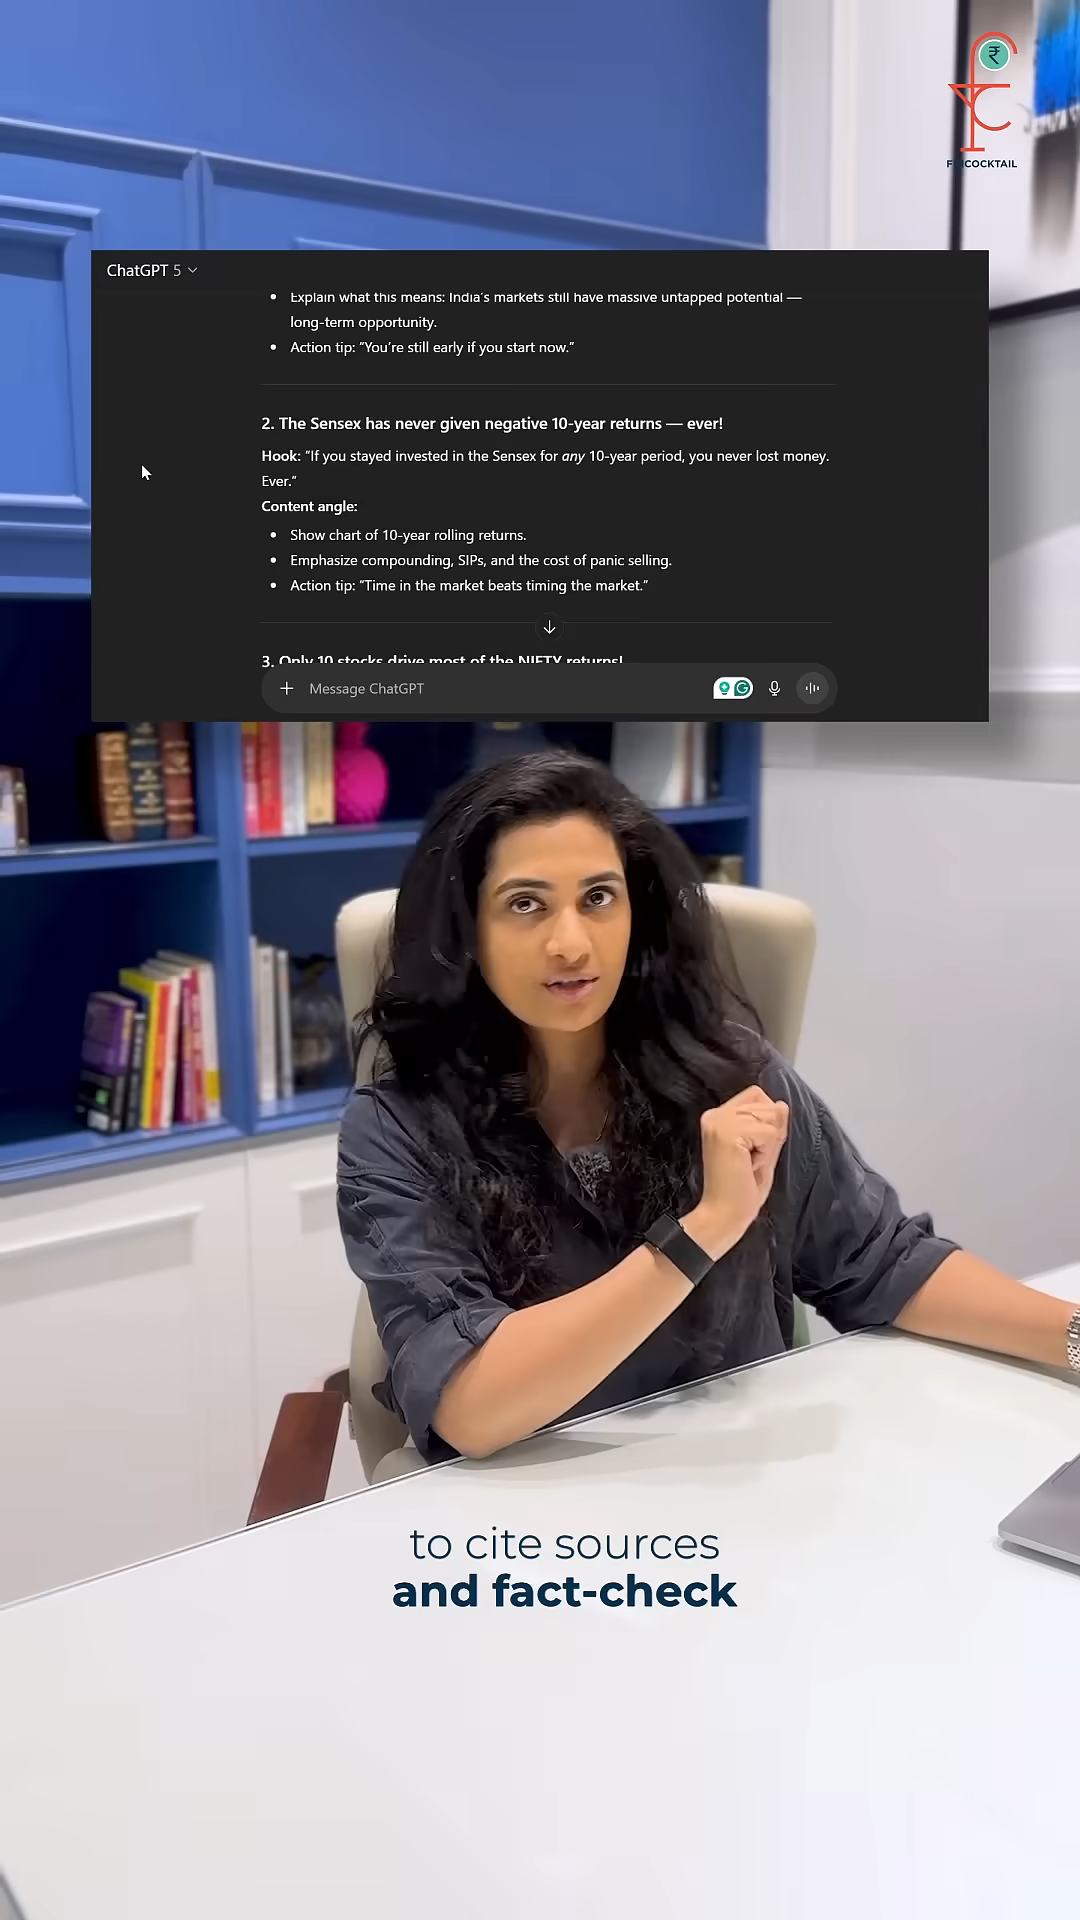 ₹
FINCOCKTAIL
ChatGPT 5
• Explain what this means: India's markets still have massive untapped potential —
long-term opportunity.
• Action tip: "You're still early if you start now."
2. The Sensex has never given negative 10-year returns — ever!
Hook: "If you stayed invested in the Sensex for any 10-year period, you never lost money.
Ever."
Content angle:
• Show chart of 10-year rolling returns.
• Emphasize compounding, SIPs, and the cost of panic selling.
• Action tip: "Time in the market beats timing the market."
3. Only 10 stocks drive most of the NIFTY returns!
Message ChatGPT
to cite sources
and fact-check